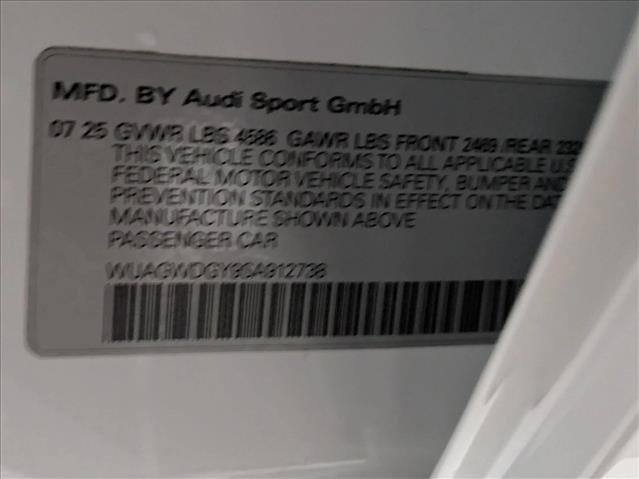 MFD. BY Audi Sport GmbH
07 25 GVWR LBS 4586 GAWR LBS FRONT 2469 /REAR 232
THIS VEHICLE CONFORMS TO ALL APPLICABLE U.S
FEDERAL MOTOR VEHICLE SAFETY, BUMPER AND
PREVENTION STANDARDS IN EFFECT ON THE DAT
MANUFACTURE SHOWN ABOVE
PASSENGER CAR
WUAGWDGY9SA912738